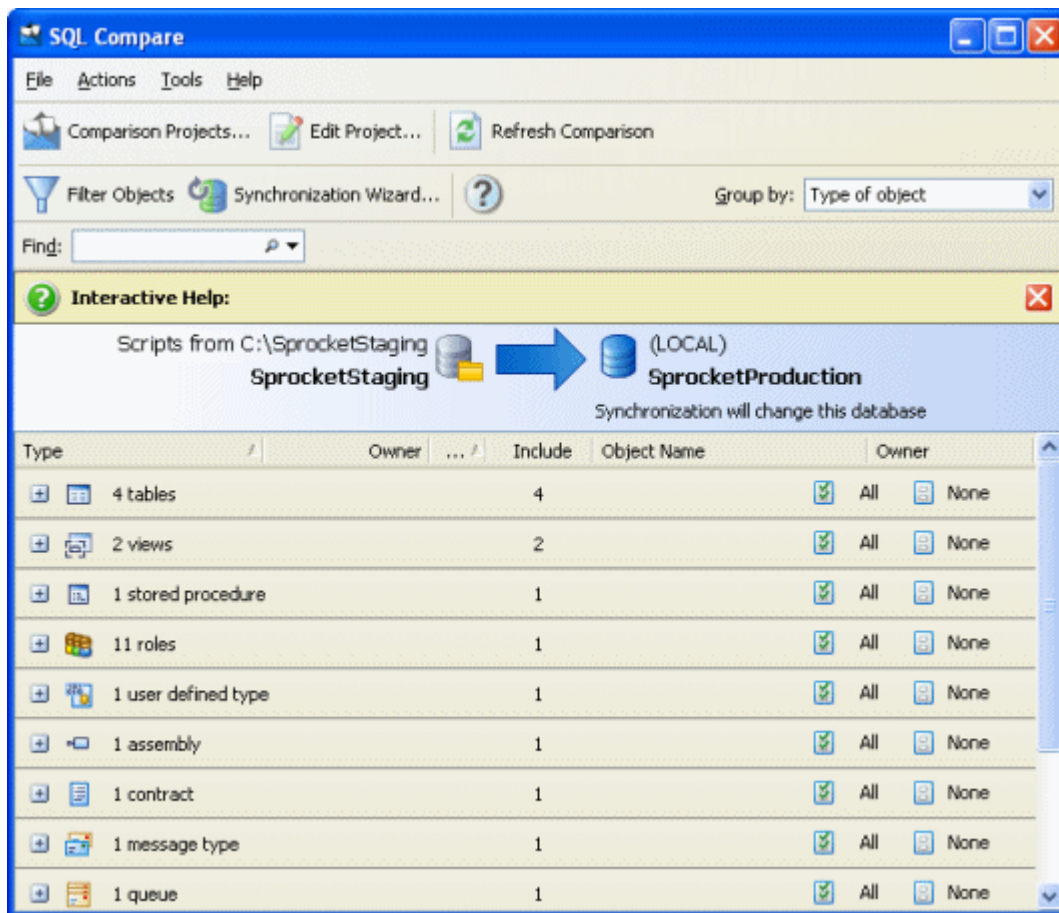 SQL Compare
File Actions Tools Help
Comparison Projects... Edit Project... Refresh Comparison
Filter Objects Synchronization Wizard... Group by: Type of object
Find:
Interactive Help:
Scripts from C:\SprocketStaging (LOCAL)
SprocketStaging SprocketProduction
Synchronization will change this database
Type Owner ... Include Object Name Owner
4 tables 4 All None
2 views 2 All None
1 stored procedure 1 All None
11 roles 1 All None
1 user defined type 1 All None
1 assembly 1 All None
1 contract 1 All None
1 message type 1 All None
1 queue 1 All None